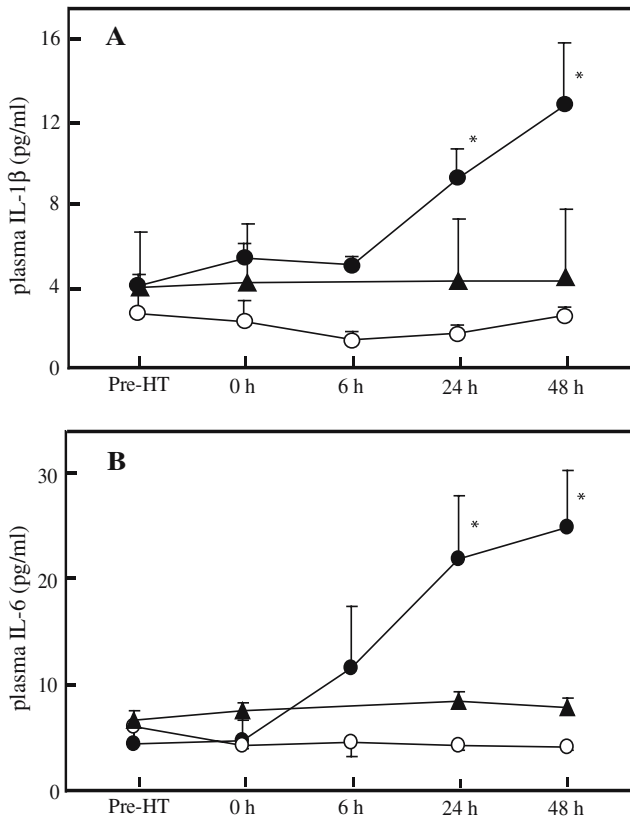 A
plasma IL-1β (pg/ml)
16
12
8
4
0
*
*
Pre-HT 0 h 6 h 24 h 48 h
B
plasma IL-6 (pg/ml)
30
20
10
0
*
*
Pre-HT 0 h 6 h 24 h 48 h